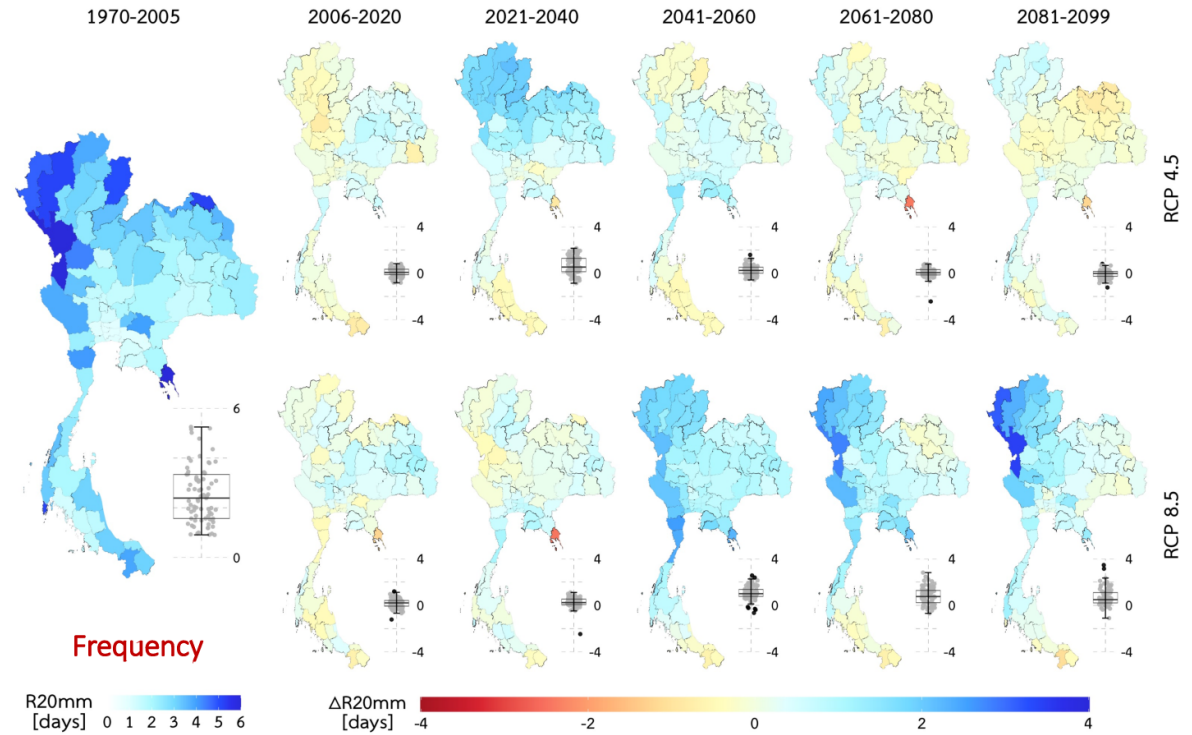 1970-2005 2006-2020 2021-2040 2041-2060 2061-2080 2081-2099
RCP 4.5
4 4 4 4 4
0 0 0 0 0
-4 -4 -4 -4 -4
RCP 8.5
6
0
4 4 4 4 4
0 0 0 0 0
-4 -4 -4 -4 -4
Frequency
R20mm
[days] 0 1 2 3 4 5 6
ΔR20mm
[days] -4 -2 0 2 4